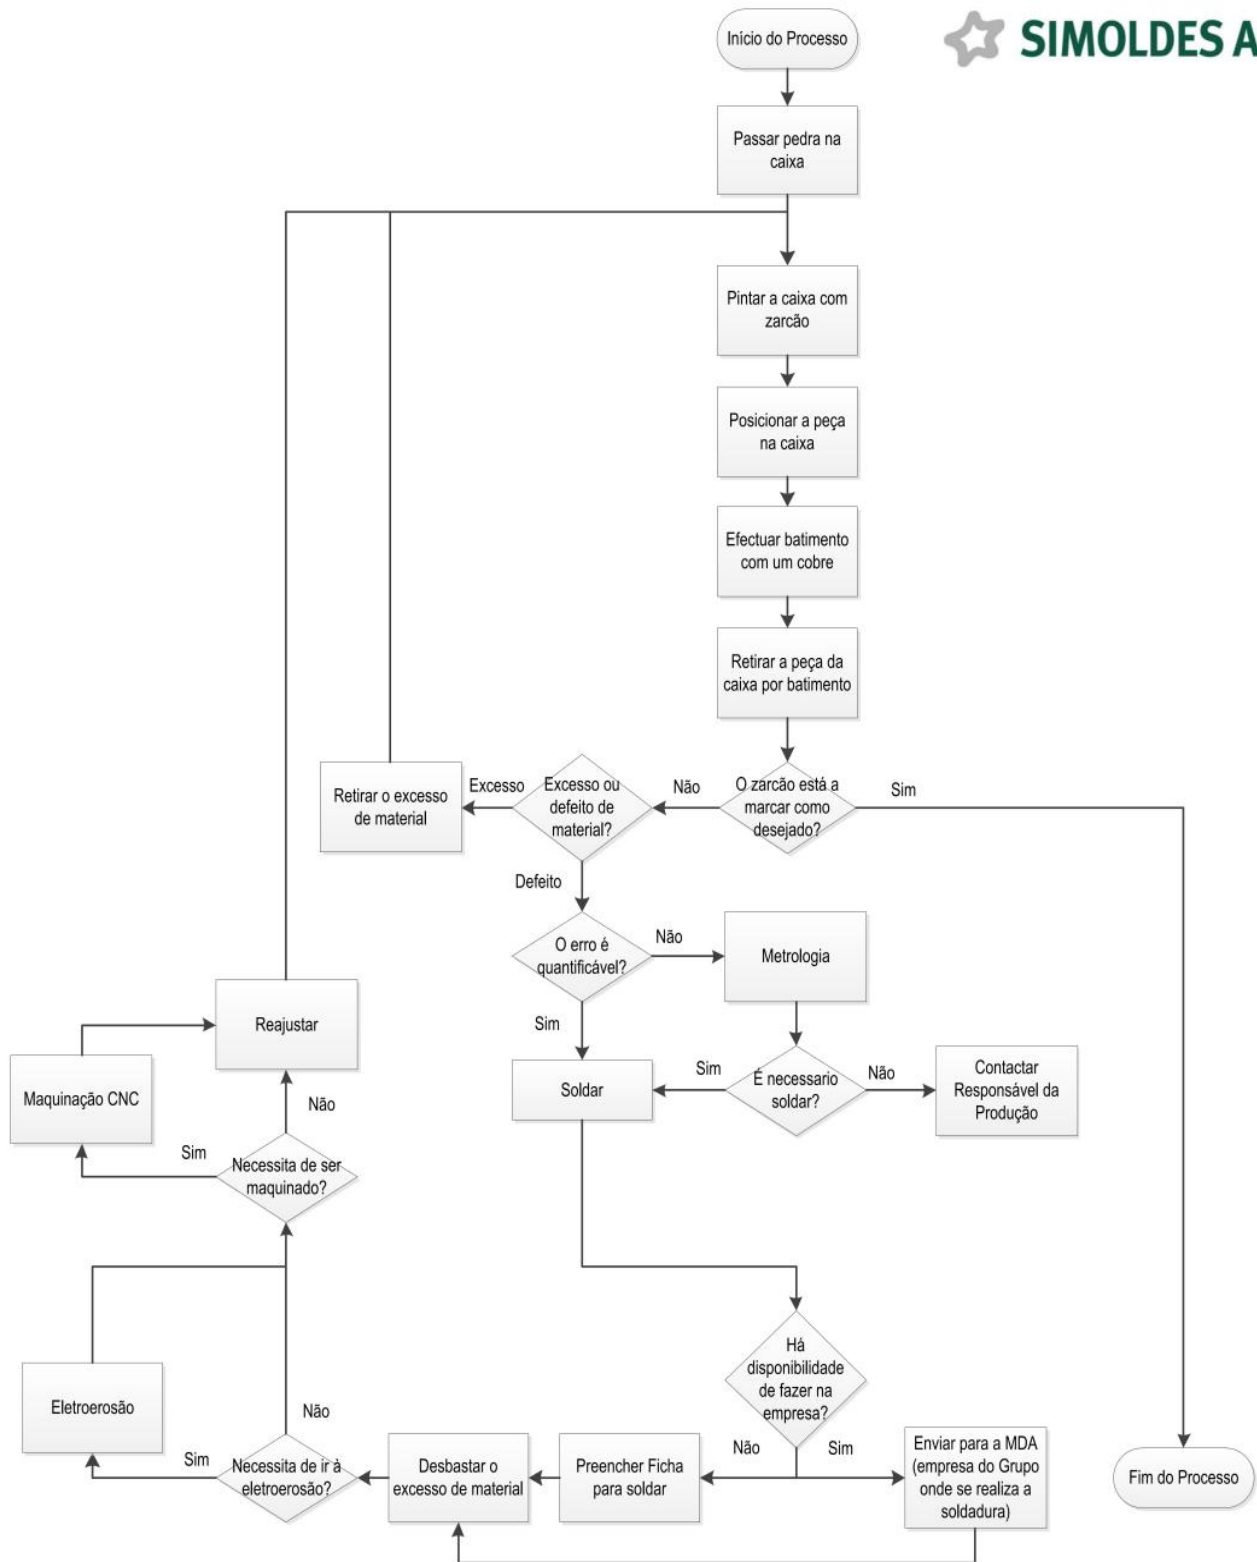 Início do Processo
SIMOLDES A
Passar pedra na
caixa
Pintar a caixa com
zarcão
Posicionar a peça
na caixa
Efectuar batimento
com um cobre
Retirar a peça da
caixa por batimento
O zarcão está a
marcar como
desejado?
Não
Sim
Excesso ou
defeito de
material?
Excesso
Retirar o excesso
de material
Defeito
O erro é
quantificável?
Não
Metrologia
Sim
Soldar
Sim
É necessario
soldar?
Não
Contactar
Responsável da
Produção
Reajustar
Maquinação CNC
Não
Sim
Necessita de ser
maquinado?
Há
disponibilidade
de fazer na
empresa?
Não
Sim
Enviar para a MDA
(empresa do Grupo
onde se realiza a
soldadura)
Preencher Ficha
para soldar
Desbastar o
excesso de material
Necessita de ir à
eletroerosão?
Não
Sim
Eletroerosão
Fim do Processo